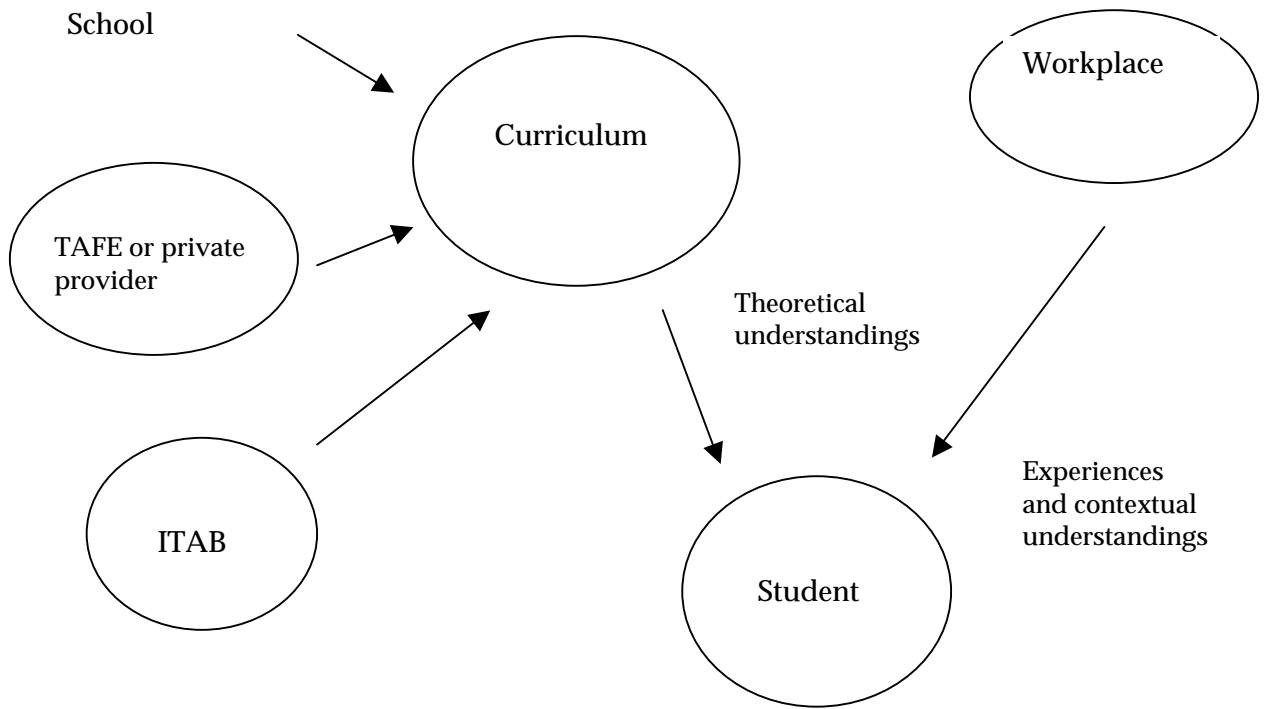 School
Workplace
Curriculum
TAFE or private
provider
Theoretical
understandings
Experiences
and contextual
understandings
ITAB
Student